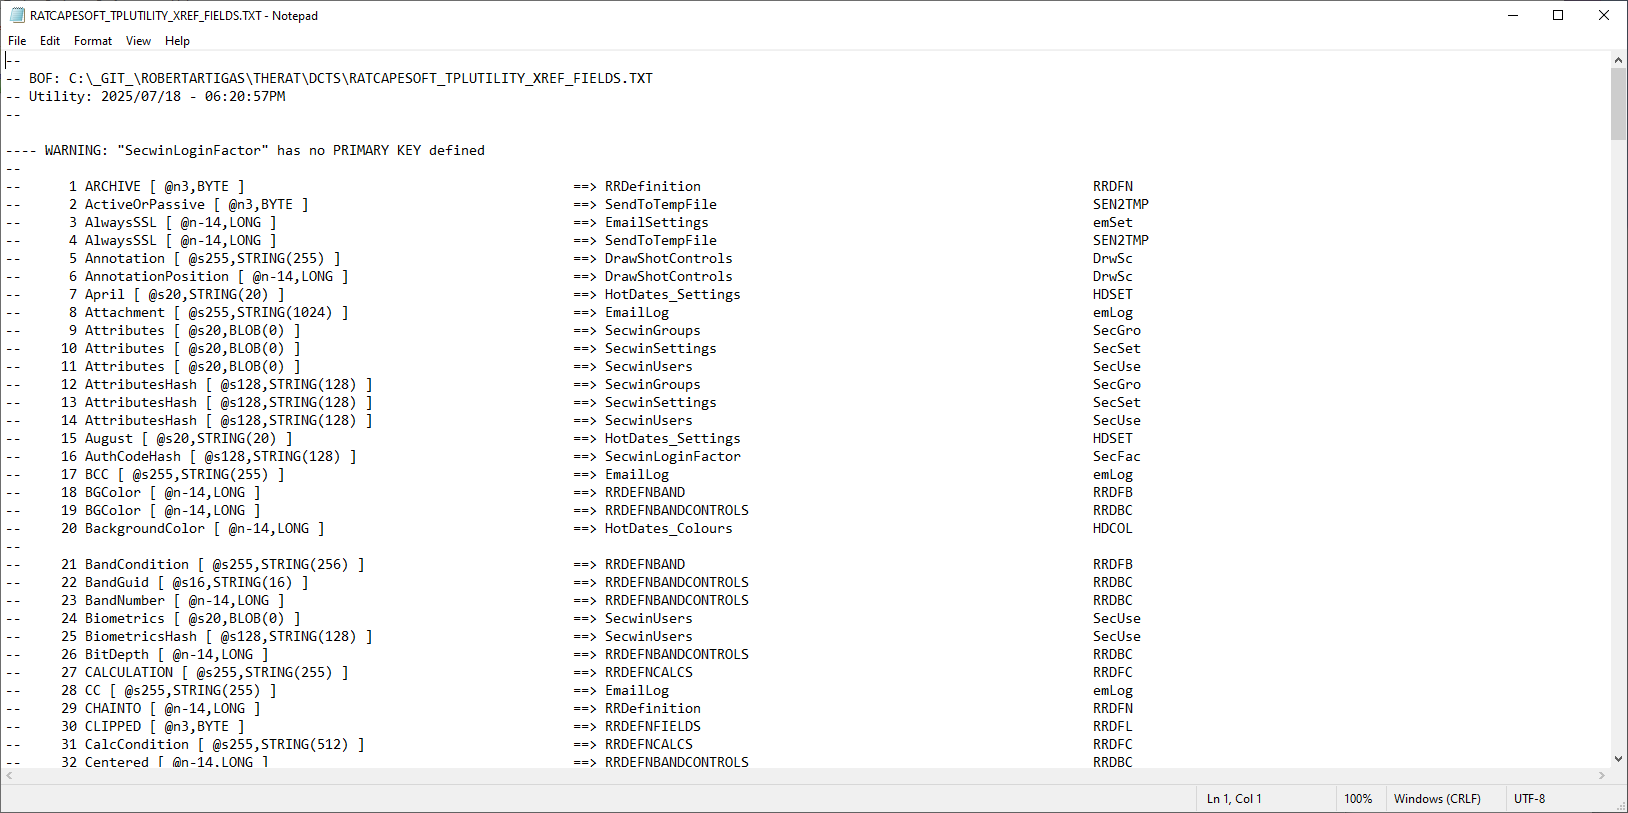 RATCAPESOFT_TPLUTILITY_XREF_FIELDS.TXT - Notepad
File Edit Format View Help
--
-- BOF: C:\_GIT_\ROBERTARTIGAS\THERAT\DCTS\RATCAPESOFT_TPLUTILITY_XREF_FIELDS.TXT
-- Utility: 2025/07/18 - 06:20:57PM
--
---- WARNING: "SecwinLoginFactor" has no PRIMARY KEY defined
--
-- 1 ARCHIVE [ @n3,BYTE ] ==> RRDefinition RRDFN
-- 2 ActiveOrPassive [ @n3,BYTE ] ==> SendToTempFile SEN2TMP
-- 3 AlwaysSSL [ @n-14,LONG ] ==> EmailSettings emSet
-- 4 AlwaysSSL [ @n-14,LONG ] ==> SendToTempFile SEN2TMP
-- 5 Annotation [ @s255,STRING(255) ] ==> DrawShotControls DrwSc
-- 6 AnnotationPosition [ @n-14,LONG ] ==> DrawShotControls DrwSc
-- 7 April [ @s20,STRING(20) ] ==> HotDates_Settings HDSET
-- 8 Attachment [ @s255,STRING(1024) ] ==> EmailLog emLog
-- 9 Attributes [ @s20,BLOB(0) ] ==> SecwinGroups SecGro
-- 10 Attributes [ @s20,BLOB(0) ] ==> SecwinSettings SecSet
-- 11 Attributes [ @s20,BLOB(0) ] ==> SecwinUsers SecUse
-- 12 AttributesHash [ @s128,STRING(128) ] ==> SecwinGroups SecGro
-- 13 AttributesHash [ @s128,STRING(128) ] ==> SecwinSettings SecSet
-- 14 AttributesHash [ @s128,STRING(128) ] ==> SecwinUsers SecUse
-- 15 August [ @s20,STRING(20) ] ==> HotDates_Settings HDSET
-- 16 AuthCodeHash [ @s128,STRING(128) ] ==> SecwinLoginFactor SecFac
-- 17 BCC [ @s255,STRING(255) ] ==> EmailLog emLog
-- 18 BGColor [ @n-14,LONG ] ==> RRDEFNBAND RRDFB
-- 19 BGColor [ @n-14,LONG ] ==> RRDEFNBANDCONTROLS RRDBC
-- 20 BackgroundColor [ @n-14,LONG ] ==> HotDates_Colours HDCOL
--
-- 21 BandCondition [ @s255,STRING(256) ] ==> RRDEFNBAND RRDFB
-- 22 BandGuid [ @s16,STRING(16) ] ==> RRDEFNBANDCONTROLS RRDBC
-- 23 BandNumber [ @n-14,LONG ] ==> RRDEFNBANDCONTROLS RRDBC
-- 24 Biometrics [ @s20,BLOB(0) ] ==> SecwinUsers SecUse
-- 25 BiometricsHash [ @s128,STRING(128) ] ==> SecwinUsers SecUse
-- 26 BitDepth [ @n-14,LONG ] ==> RRDEFNBANDCONTROLS RRDBC
-- 27 CALCULATION [ @s255,STRING(255) ] ==> RRDEFNCALCS RRDFC
-- 28 CC [ @s255,STRING(255) ] ==> EmailLog emLog
-- 29 CHAINTO [ @n-14,LONG ] ==> RRDefinition RRDFN
-- 30 CLIPPED [ @n3,BYTE ] ==> RRDEFNFIELDS RRDFL
-- 31 CalcCondition [ @s255,STRING(512) ] ==> RRDEFNCALCS RRDFC
-- 32 Centered [ @n-14,LONG ] ==> RRDEFNBANDCONTROLS RRDBC
Ln 1, Col 1 100% Windows (CRLF) UTF-8